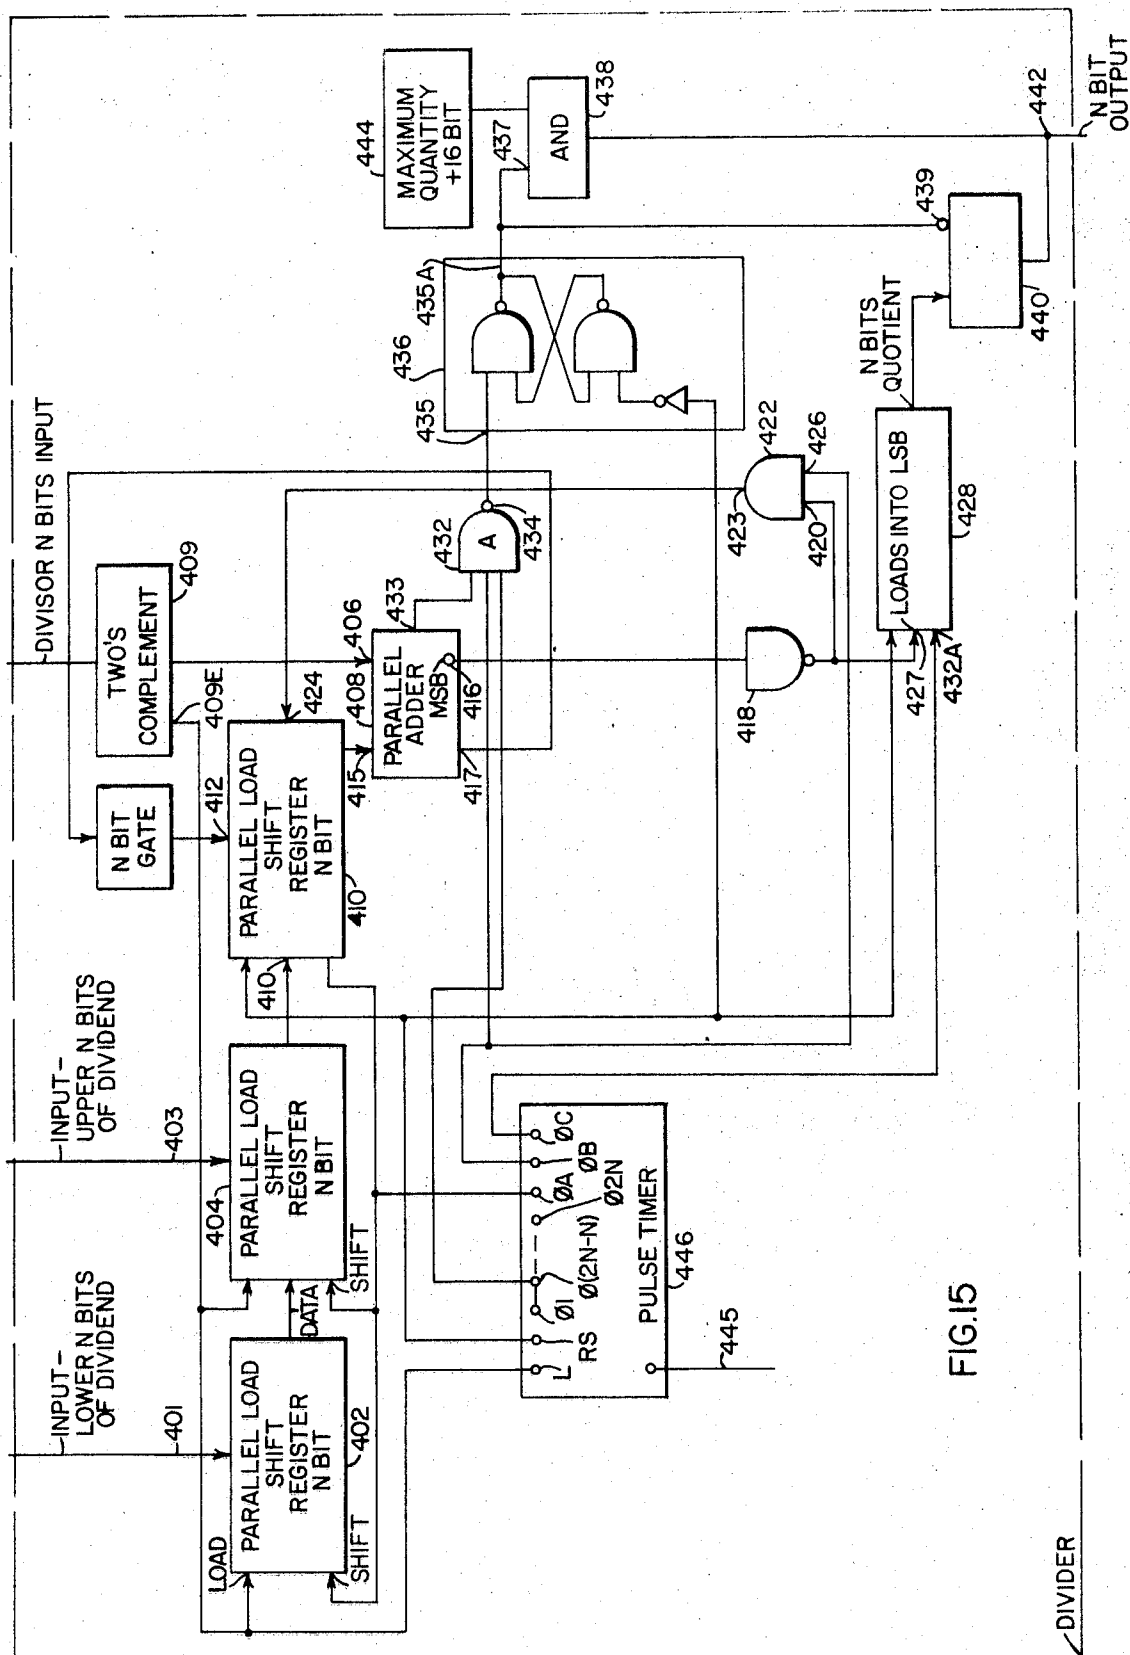 INPUT-
LOWER N BITS
OF DIVIDEND
401
INPUT-
UPPER N BITS
OF DIVIDEND
403
DIVISOR N BITS INPUT
N BIT
GATE
412
TWO'S
COMPLEMENT
409
409E
LOAD
PARALLEL LOAD
SHIFT
REGISTER
N BIT
402
SHIFT
DATA
404
PARALLEL LOAD
SHIFT
REGISTER
N BIT
SHIFT
410
PARALLEL LOAD
SHIFT
REGISTER
N BIT
410
424
415
406
408
PARALLEL
ADDER
MSB
416
417
433
432
A
434
435
436
435A
437
444
MAXIMUM
QUANTITY
+16 BIT
AND
438
439
440
442
N BIT
OUTPUT
N BITS
QUOTIENT
418
420
422
423
426
427
LOADS INTO LSB
428
432A
L
RS
Ø1
Ø(2N-N)
Ø2N
ØA
ØB
ØC
PULSE TIMER
446
445
FIG.15
DIVIDER